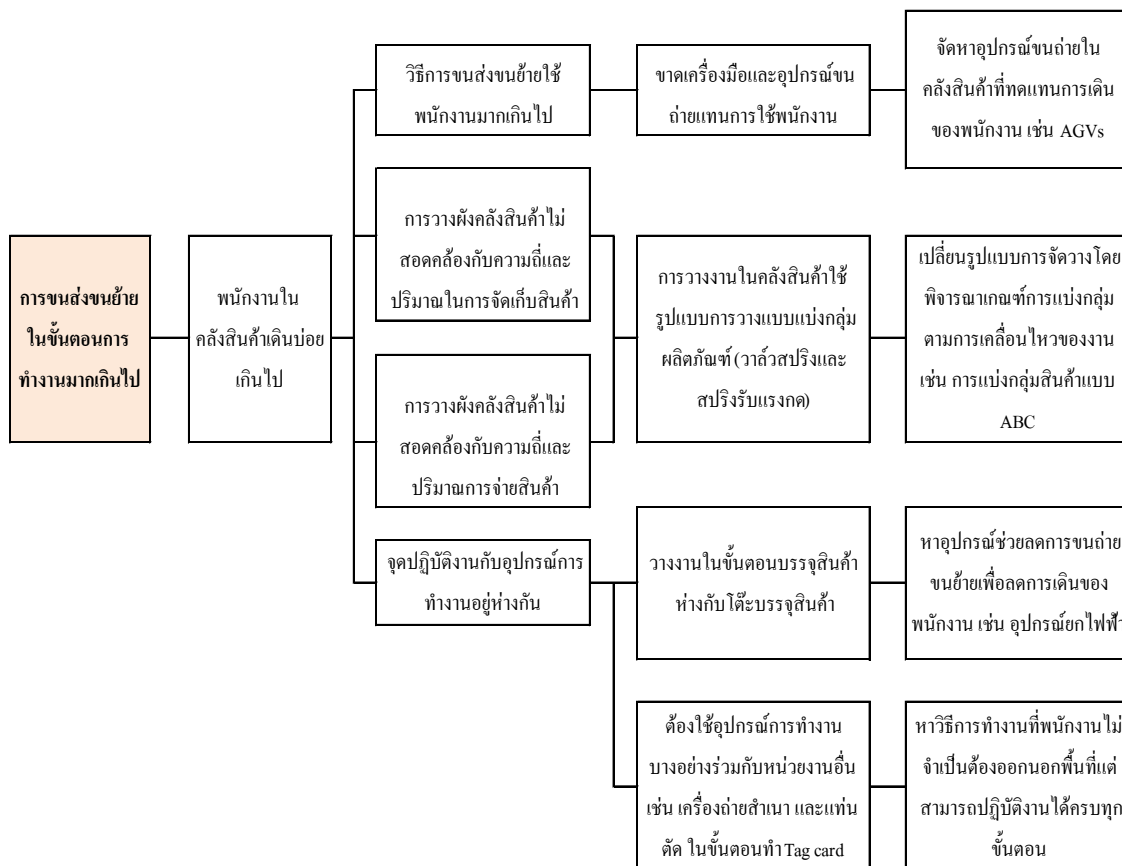 การขนส่งขนย้าย
ในขั้นตอนการ
ทำงานมากเกินไป
พนักงานใน
คลังสินค้าเดินบ่อย
เกินไป
วิธีการขนส่งขนย้ายใช้
พนักงานมากเกินไป
ขาดเครื่องมือและอุปกรณ์ขน
ถ่ายแทนการใช้พนักงาน
จัดหาอุปกรณ์ขนถ่ายใน
คลังสินค้าที่ทดแทนการเดิน
ของพนักงาน เช่น AGVs
การวางผังคลังสินค้าไม่
สอดคล้องกับความถี่และ
ปริมาณในการจัดเก็บสินค้า
การวางผังคลังสินค้าไม่
สอดคล้องกับความถี่และ
ปริมาณการจ่ายสินค้า
การวางงานในคลังสินค้าใช้
รูปแบบการวางแบบแบ่งกลุ่ม
ผลิตภัณฑ์ (วาล์วสปริงและ
สปริงรับแรงกด)
เปลี่ยนรูปแบบการจัดวางโดย
พิจารณาเกณฑ์การแบ่งกลุ่ม
ตามการเคลื่อนไหวของงาน
เช่น การแบ่งกลุ่มสินค้าแบบ
ABC
จุดปฏิบัติงานกับอุปกรณ์การ
ทำงานอยู่ห่างกัน
วางงานในขั้นตอนบรรจุสินค้า
ห่างกับโต๊ะบรรจุสินค้า
หาอุปกรณ์ช่วยลดการขนถ่าย
ขนย้ายเพื่อลดการเดินของ
พนักงาน เช่น อุปกรณ์ยกไฟฟ้า
ต้องใช้อุปกรณ์การทำงาน
บางอย่างร่วมกับหน่วยงานอื่น
เช่น เครื่องถ่ายสำเนา และแท่น
ตัด ในขั้นตอนทำ Tag card
หาวิธีการทำงานที่พนักงานไม่
จำเป็นต้องออกนอกพื้นที่แต่
สามารถปฏิบัติงานได้ครบทุก
ขั้นตอน